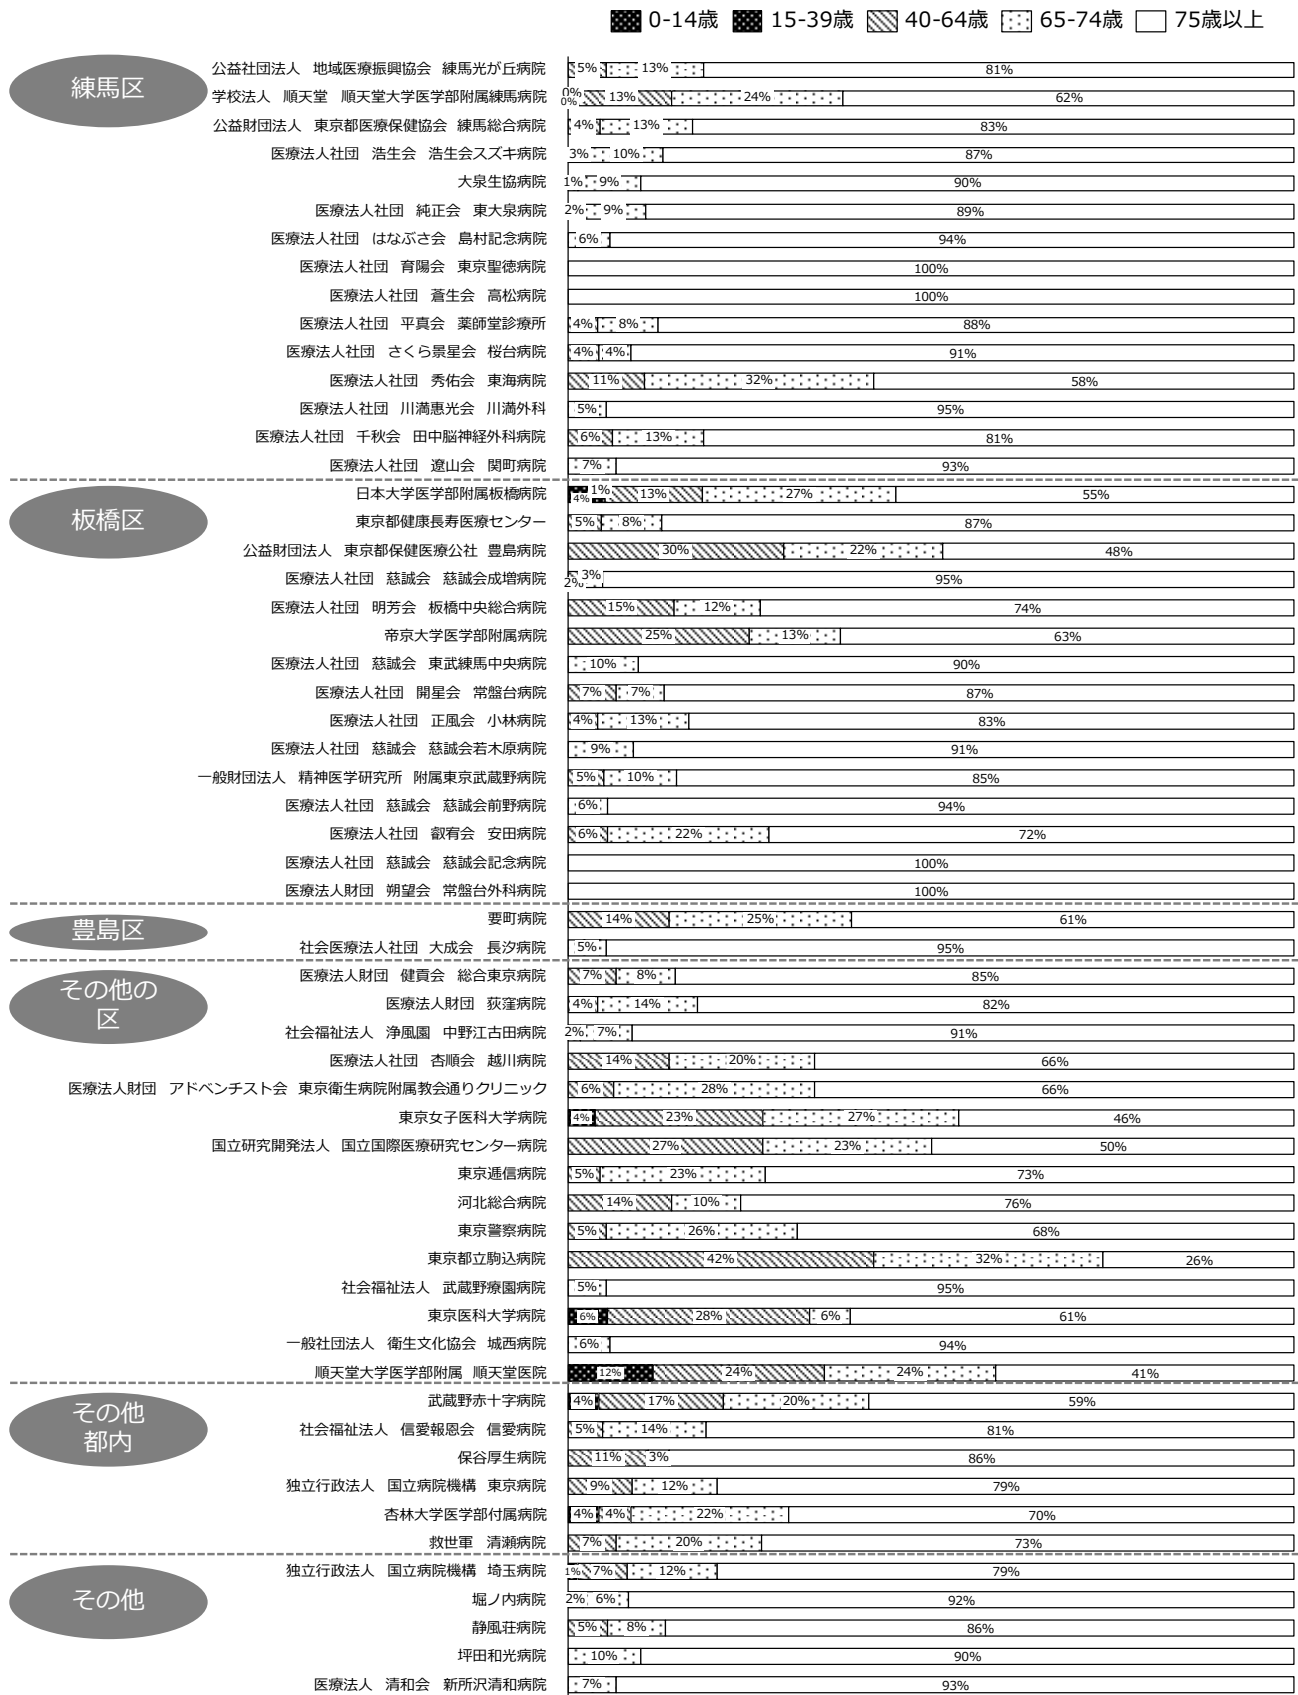 0-14歳 15-39歳 40-64歳 65-74歳 75歳以上
練馬区
公益社団法人 地域医療振興協会 練馬光が丘病院 5% 13% 81%
学校法人 順天堂 順天堂大学医学部附属練馬病院 0% 0% 13% 24% 62%
公益財団法人 東京都医療保健協会 練馬総合病院 4% 13% 83%
医療法人社団 浩生会 浩生会スズキ病院 3% 10% 87%
大泉生協病院 1% 9% 90%
医療法人社団 純正会 東大泉病院 2% 9% 89%
医療法人社団 はなぶさ会 島村記念病院 6% 94%
医療法人社団 育陽会 東京聖徳病院 100%
医療法人社団 蒼生会 高松病院 100%
医療法人社団 平真会 薬師堂診療所 4% 8% 88%
医療法人社団 さくら景星会 桜台病院 4% 4% 91%
医療法人社団 秀佑会 東海病院 11% 32% 58%
医療法人社団 川満惠光会 川満外科 5% 95%
医療法人社団 千秋会 田中脳神経外科病院 6% 13% 81%
医療法人社団 遼山会 関町病院 7% 93%
板橋区
日本大学医学部附属板橋病院 4% 1% 13% 27% 55%
東京都健康長寿医療センター 5% 8% 87%
公益財団法人 東京都保健医療公社 豊島病院 30% 22% 48%
医療法人社団 慈誠会 慈誠会成増病院 2% 3% 95%
医療法人社団 明芳会 板橋中央総合病院 15% 12% 74%
帝京大学医学部附属病院 25% 13% 63%
医療法人社団 慈誠会 東武練馬中央病院 10% 90%
医療法人社団 開星会 常盤台病院 7% 7% 87%
医療法人社団 正風会 小林病院 4% 13% 83%
医療法人社団 慈誠会 慈誠会若木原病院 9% 91%
一般財団法人 精神医学研究所 附属東京武蔵野病院 5% 10% 85%
医療法人社団 慈誠会 慈誠会前野病院 6% 94%
医療法人社団 叡宥会 安田病院 6% 22% 72%
医療法人社団 慈誠会 慈誠会記念病院 100%
医療法人財団 朔望会 常盤台外科病院 100%
豊島区
要町病院 14% 25% 61%
社会医療法人社団 大成会 長汐病院 5% 95%
その他の
区
医療法人財団 健貢会 総合東京病院 7% 8% 85%
医療法人財団 荻窪病院 4% 14% 82%
社会福祉法人 浄風園 中野江古田病院 2% 7% 91%
医療法人社団 杏順会 越川病院 14% 20% 66%
医療法人財団 アドベンチスト会 東京衛生病院附属教会通りクリニック 6% 28% 66%
東京女子医科大学病院 4% 23% 27% 46%
国立研究開発法人 国立国際医療研究センター病院 27% 23% 50%
東京逓信病院 5% 23% 73%
河北総合病院 14% 10% 76%
東京警察病院 5% 26% 68%
東京都立駒込病院 42% 32% 26%
社会福祉法人 武蔵野療園病院 5% 95%
東京医科大学病院 6% 28% 6% 61%
一般社団法人 衛生文化協会 城西病院 6% 94%
順天堂大学医学部附属 順天堂医院 12% 24% 24% 41%
その他
都内
武蔵野赤十字病院 4% 17% 20% 59%
社会福祉法人 信愛報恩会 信愛病院 5% 14% 81%
保谷厚生病院 11% 3% 86%
独立行政法人 国立病院機構 東京病院 9% 12% 79%
杏林大学医学部付属病院 4% 4% 22% 70%
救世軍 清瀬病院 7% 20% 73%
その他
独立行政法人 国立病院機構 埼玉病院 1% 7% 12% 79%
堀ノ内病院 2% 6% 92%
静風荘病院 5% 8% 86%
坪田和光病院 10% 90%
医療法人 清和会 新所沢清和病院 7% 93%